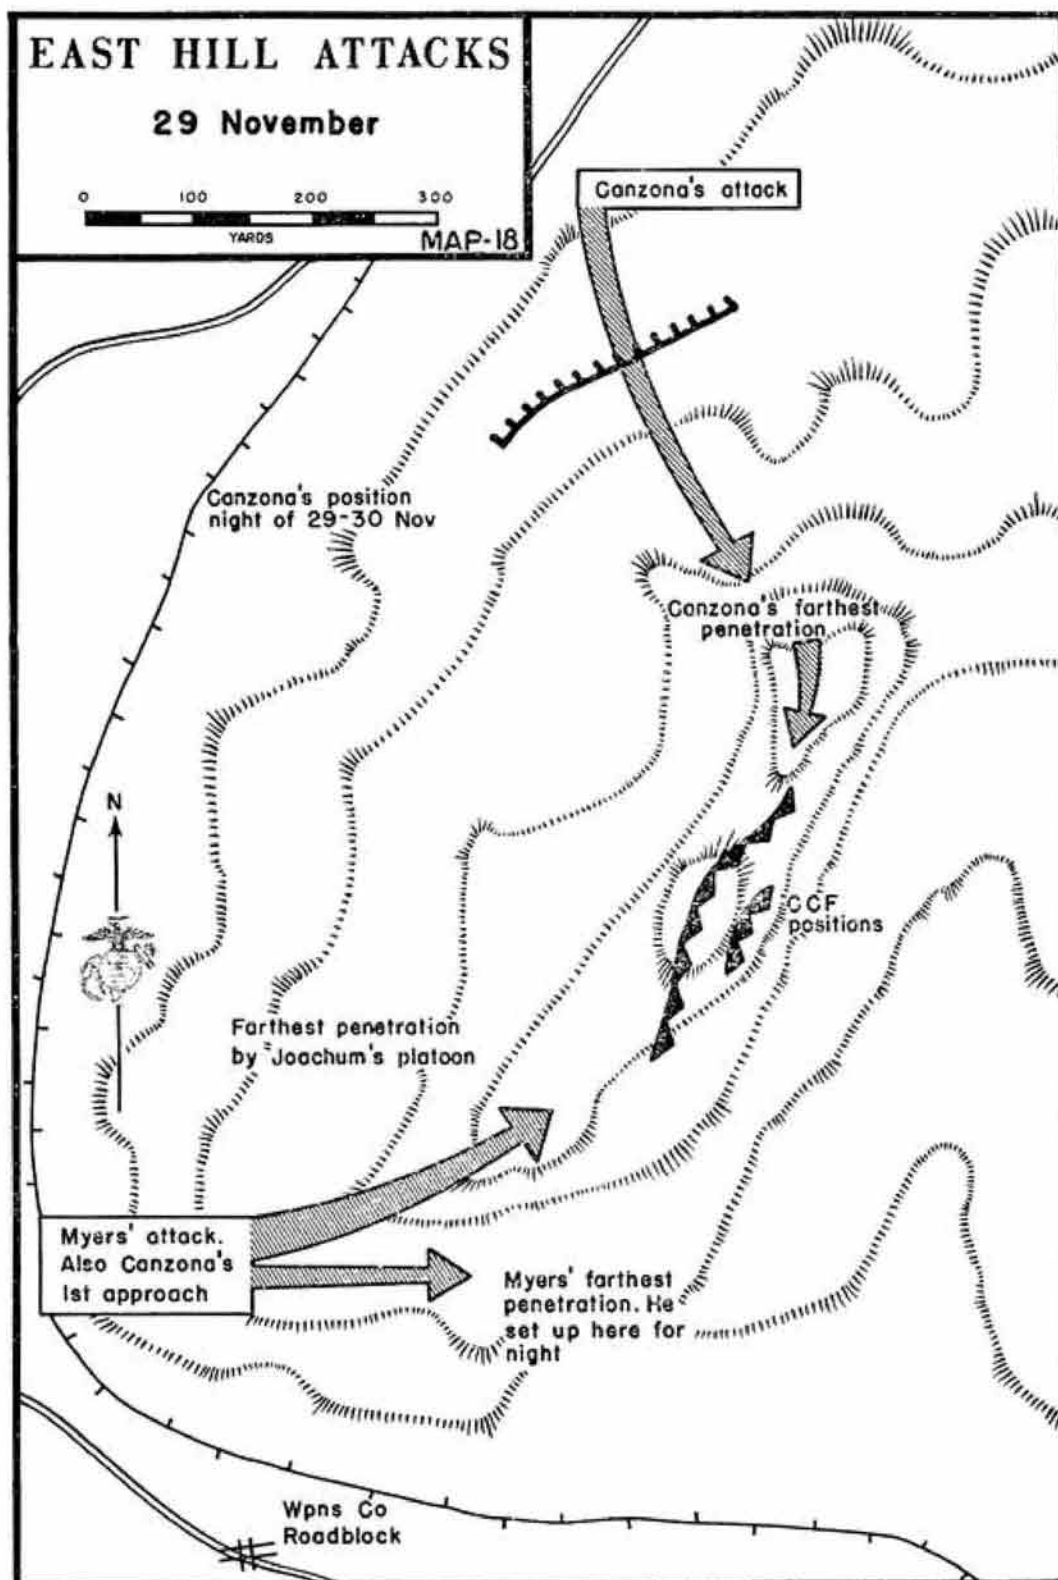 EAST HILL ATTACKS
29 November
0 100 200 300
YARDS
MAP-18
Canzona's attack
Canzona's position
night of 29-30 Nov
Canzona's farthest
penetration
N
CCF
positions
Farthest penetration
by Joachum's platoon
Myers' attack.
Also Canzona's
1st approach
Myers' farthest
penetration. He
set up here for
night
Wpns Co
Roadblock